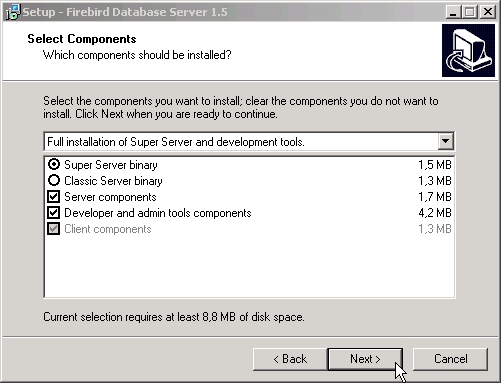 Setup - Firebird Database Server 1.5
Select Components
Which components should be installed?
Select the components you want to install; clear the components you do not want to
install. Click Next when you are ready to continue.
Full installation of Super Server and development tools.
Super Server binary 1,5 MB
Classic Server binary 1,3 MB
Server components 1,7 MB
Developer and admin tools components 4,2 MB
Client components 1,3 MB
Current selection requires at least 8,8 MB of disk space.
< Back Next > Cancel